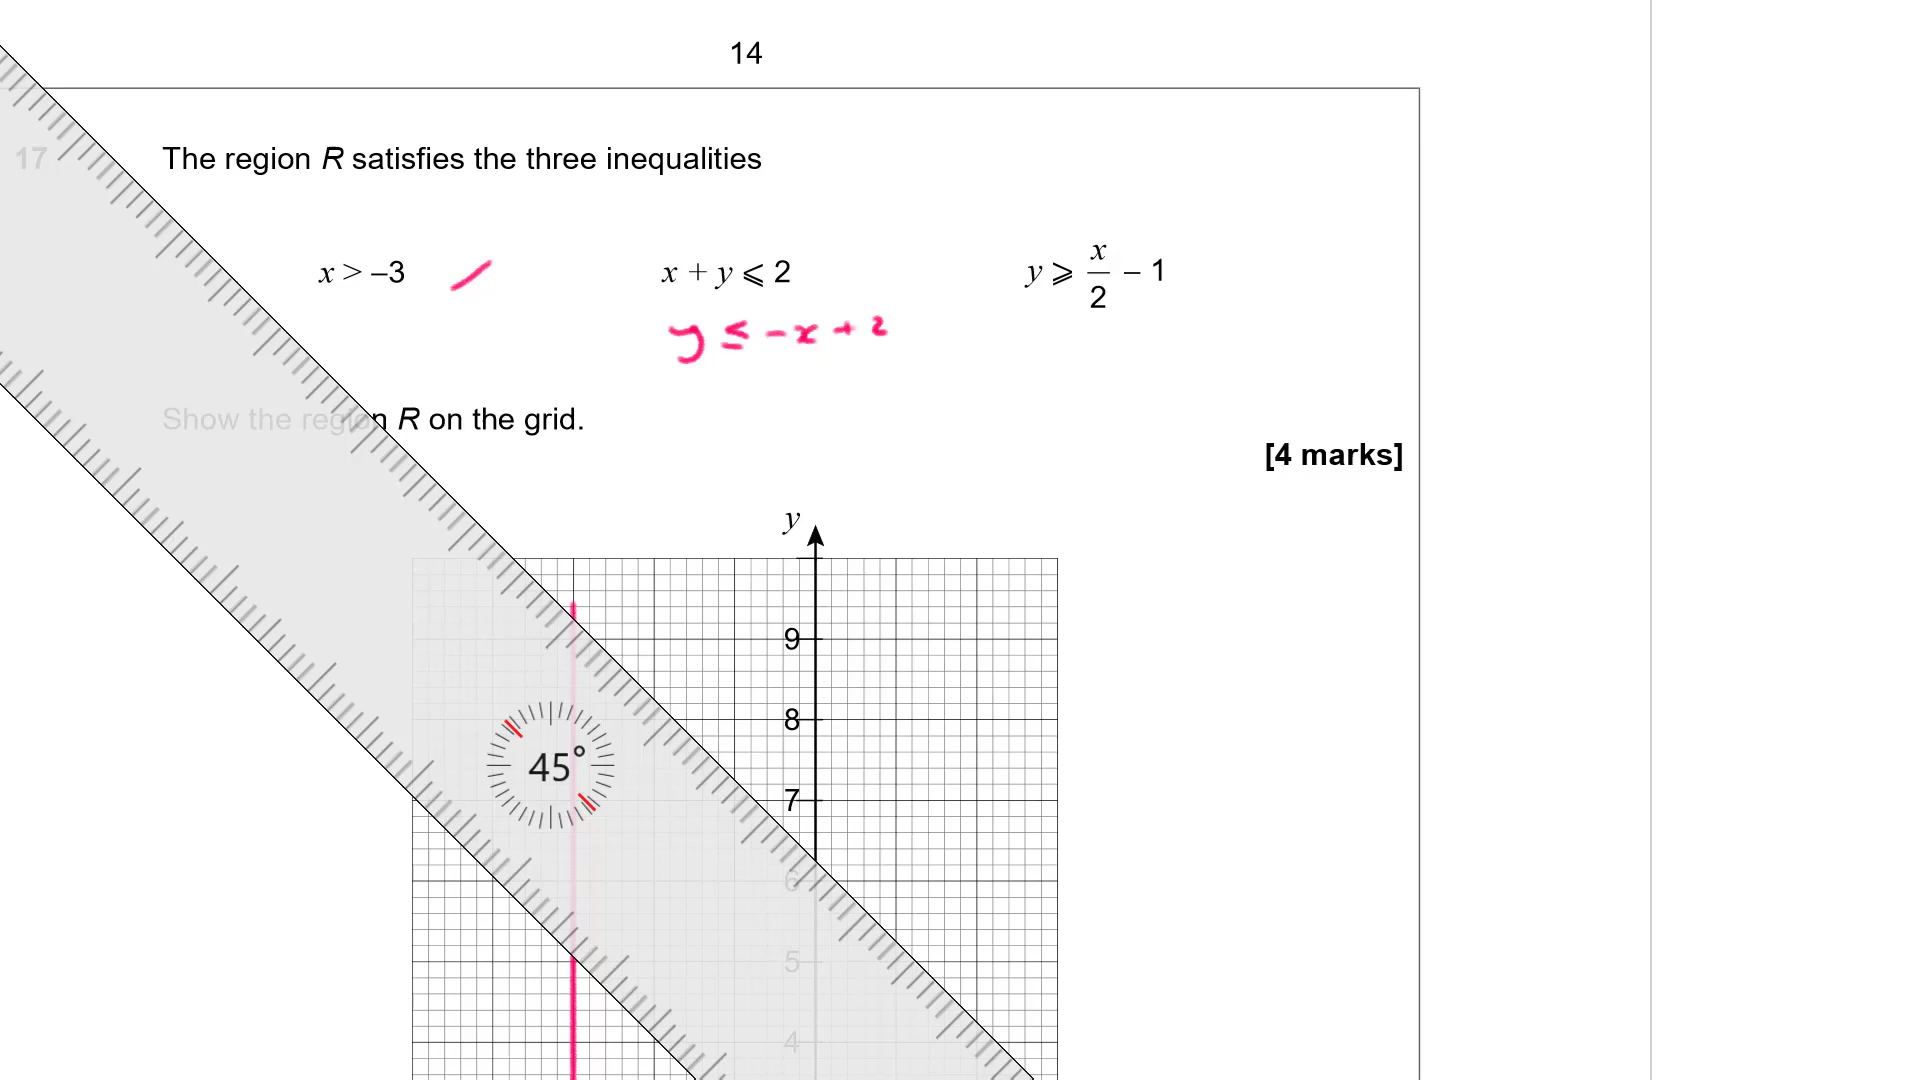 14
17 The region R satisfies the three inequalities
x > –3 x + y ⩽ 2 y ⩾ x/2 – 1
y ≤ -x + 2
Show the region R on the grid.
[4 marks]
y
9
8
7
6
5
4
45°